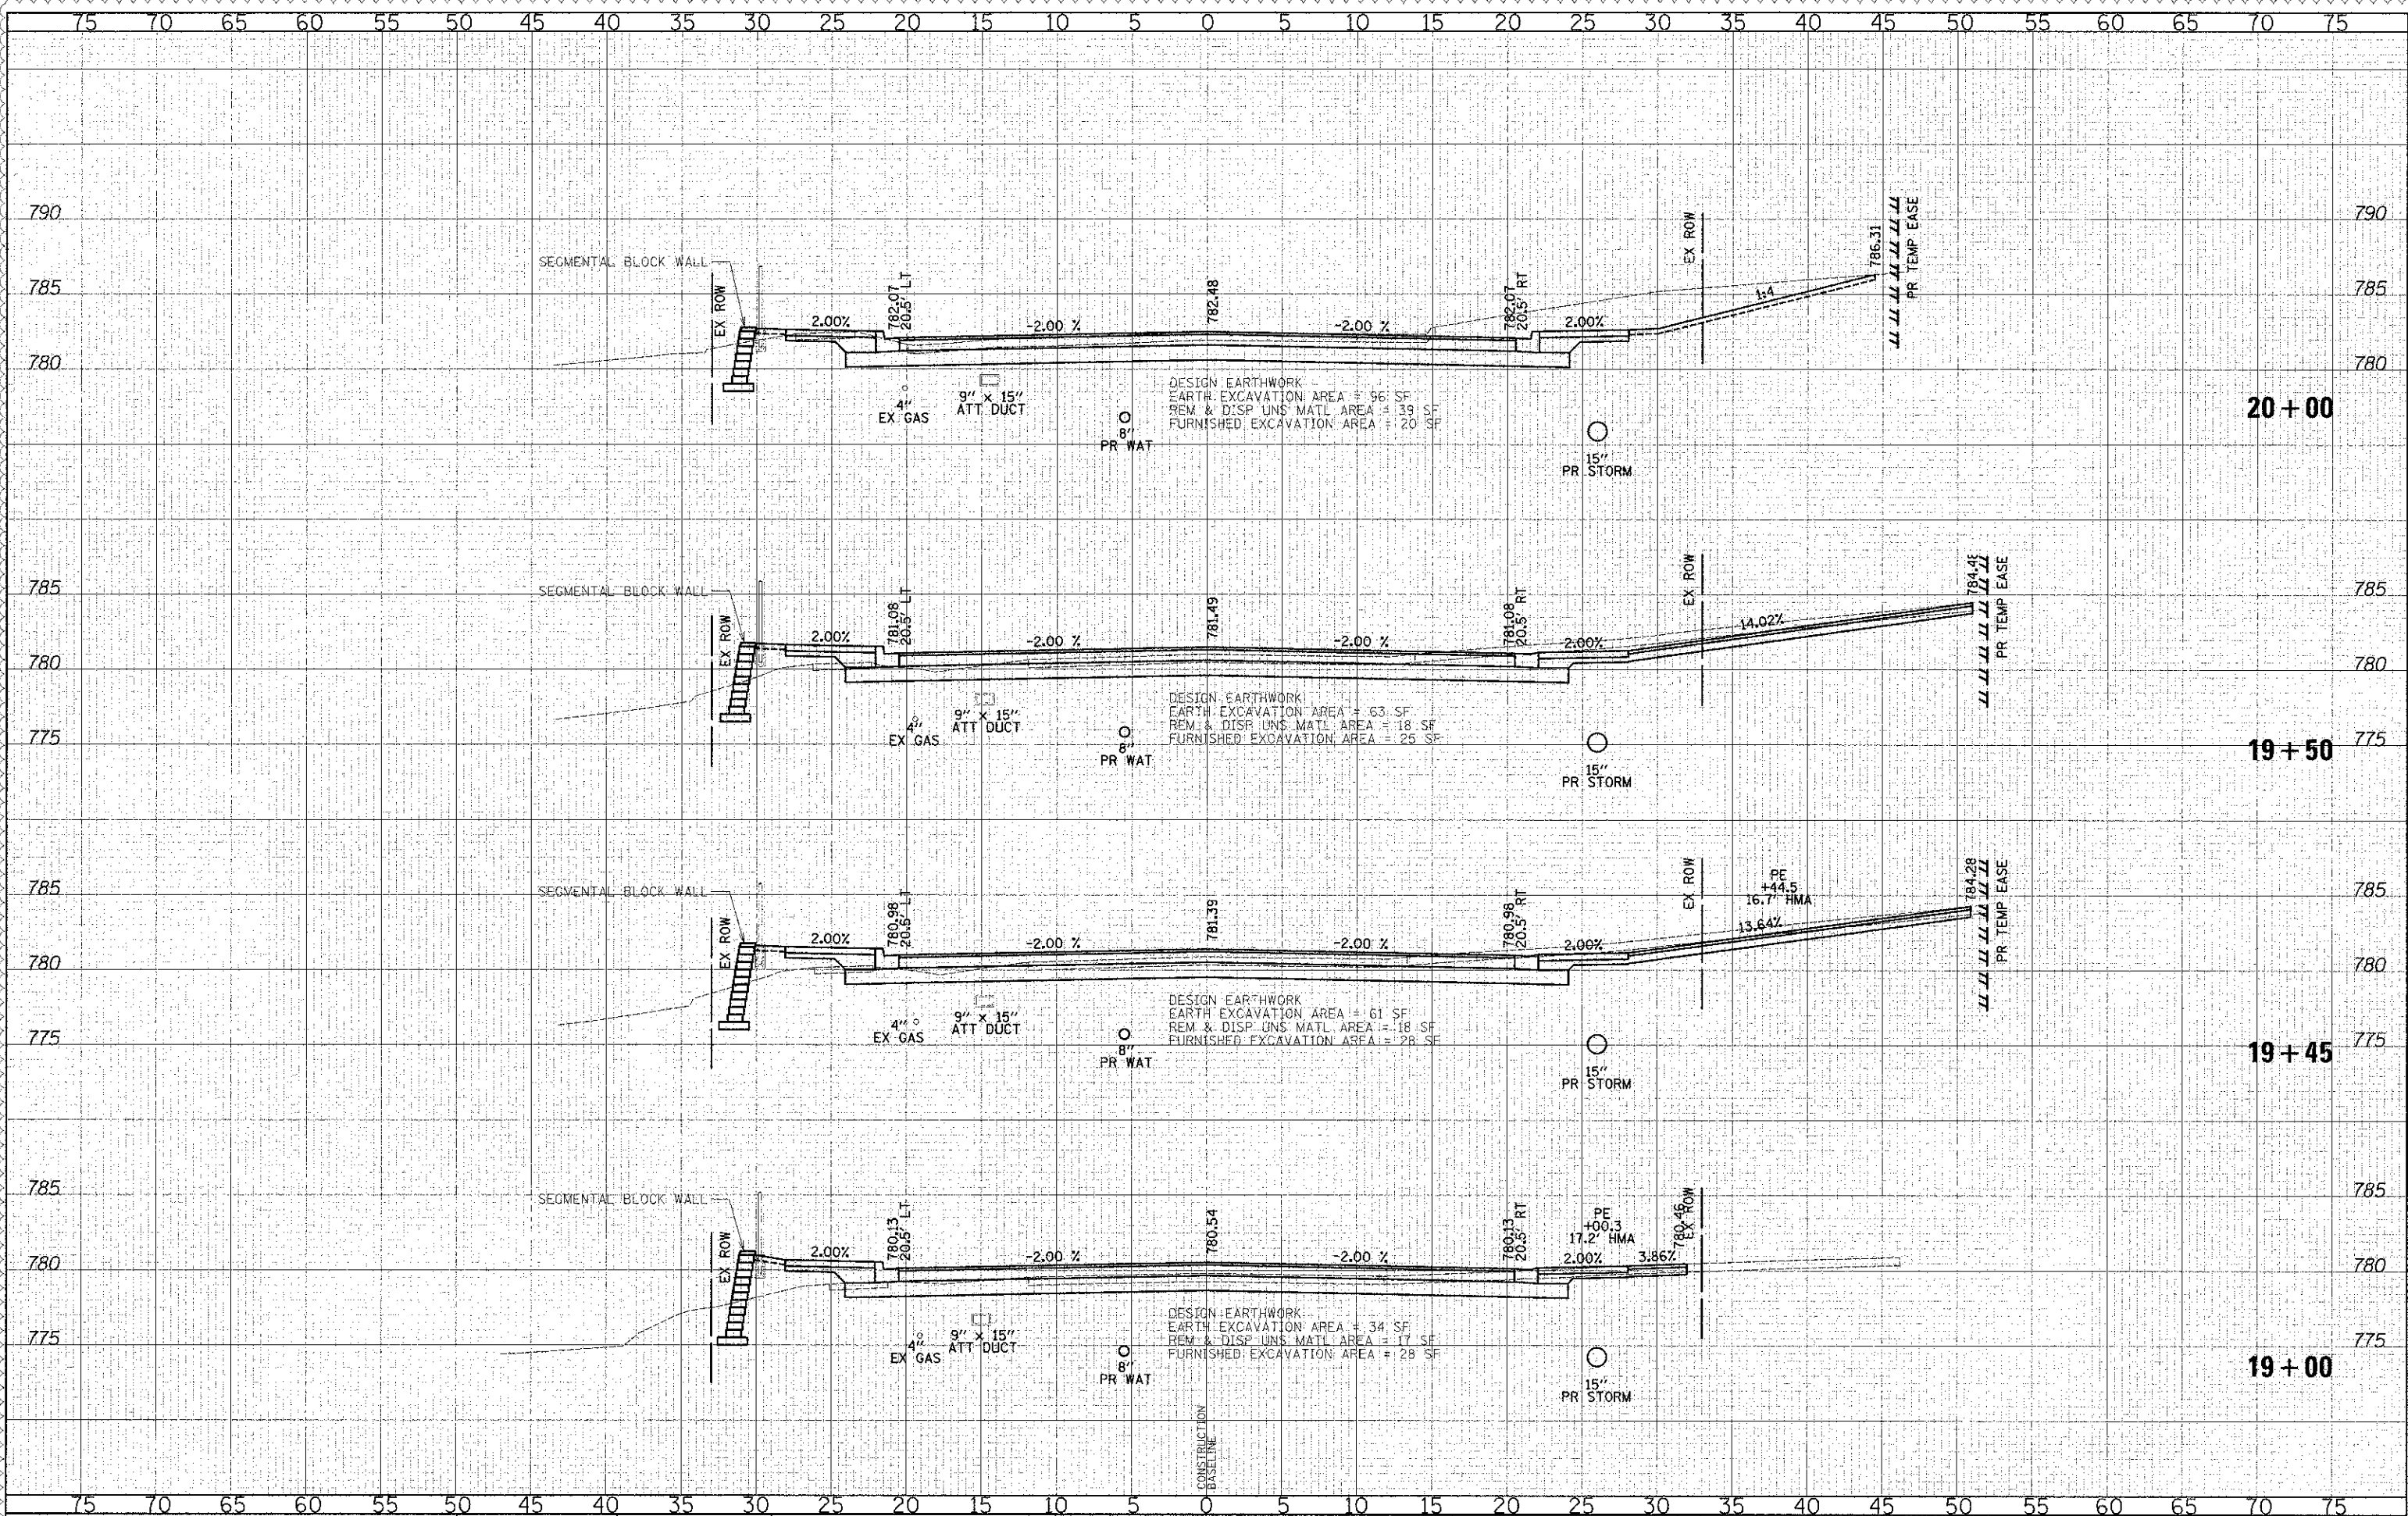 75 70 65 60 55 50 45 40 35 30 25 20 15 10 5 0 5 10 15 20 25 30 35 40 45 50 55 60 65 70 75
790 790
785 785
780 780
SEGMENTAL BLOCK WALL
EX ROW
2.00%
782.07
20.5' LT
-2.00 %
782.48
-2.00 %
782.07
20.5' RT
2.00%
EX ROW
1:4
786.31
PR TEMP EASE
4"
EX GAS
9" x 15"
ATT DUCT
8"
PR WAT
DESIGN EARTHWORK
EARTH EXCAVATION AREA = 96 SF
REM & DISP UNS MATL AREA = 39 SF
FURNISHED EXCAVATION AREA = 20 SF
15"
PR STORM
20 + 00
785 785
780 780
775 775
SEGMENTAL BLOCK WALL
EX ROW
2.00%
781.08
20.5' LT
-2.00 %
781.49
-2.00 %
781.08
20.5' RT
2.00%
EX ROW
14.02%
784.48
PR TEMP EASE
4"
EX GAS
9" x 15"
ATT DUCT
8"
PR WAT
DESIGN EARTHWORK
EARTH EXCAVATION AREA = 63 SF
REM & DISP UNS MATL AREA = 18 SF
FURNISHED EXCAVATION AREA = 25 SF
15"
PR STORM
19 + 50
785 785
780 780
775 775
SEGMENTAL BLOCK WALL
EX ROW
2.00%
780.98
20.5' LT
-2.00 %
781.39
-2.00 %
780.98
20.5' RT
2.00%
EX ROW
PE
+44.5
16.7' HMA
13.64%
784.28
PR TEMP EASE
4"
EX GAS
9" x 15"
ATT DUCT
8"
PR WAT
DESIGN EARTHWORK
EARTH EXCAVATION AREA = 61 SF
REM & DISP UNS MATL AREA = 18 SF
FURNISHED EXCAVATION AREA = 28 SF
15"
PR STORM
19 + 45
785 785
780 780
775 775
SEGMENTAL BLOCK WALL
EX ROW
2.00%
780.13
20.5' LT
-2.00 %
780.54
-2.00 %
780.13
20.5' RT
PE
+00.3
17.2' HMA
2.00%
3.86%
780.46
EX ROW
4"
EX GAS
9" x 15"
ATT DUCT
8"
PR WAT
DESIGN EARTHWORK
EARTH EXCAVATION AREA = 34 SF
REM & DISP UNS MATL AREA = 17 SF
FURNISHED EXCAVATION AREA = 28 SF
15"
PR STORM
19 + 00
CONSTRUCTION
BASELINE
75 70 65 60 55 50 45 40 35 30 25 20 15 10 5 0 5 10 15 20 25 30 35 40 45 50 55 60 65 70 75